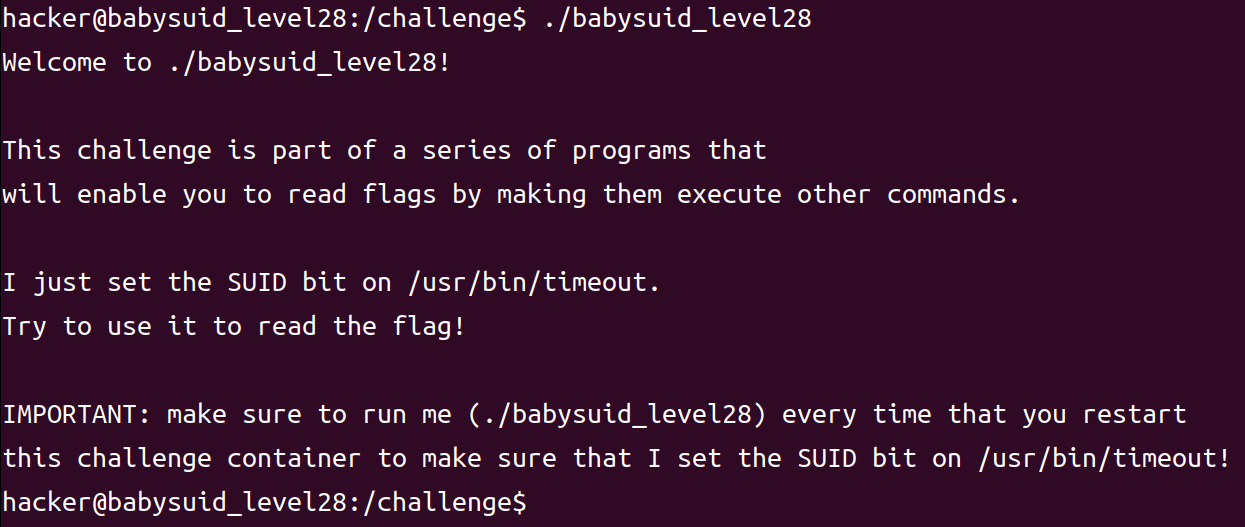 hacker@babysuid_level28:/challenge$ ./babysuid_level28
Welcome to ./babysuid_level28!
This challenge is part of a series of programs that
will enable you to read flags by making them execute other commands.
I just set the SUID bit on /usr/bin/timeout.
Try to use it to read the flag!
IMPORTANT: make sure to run me (./babysuid_level28) every time that you restart
this challenge container to make sure that I set the SUID bit on /usr/bin/timeout!
hacker@babysuid_level28:/challenge$